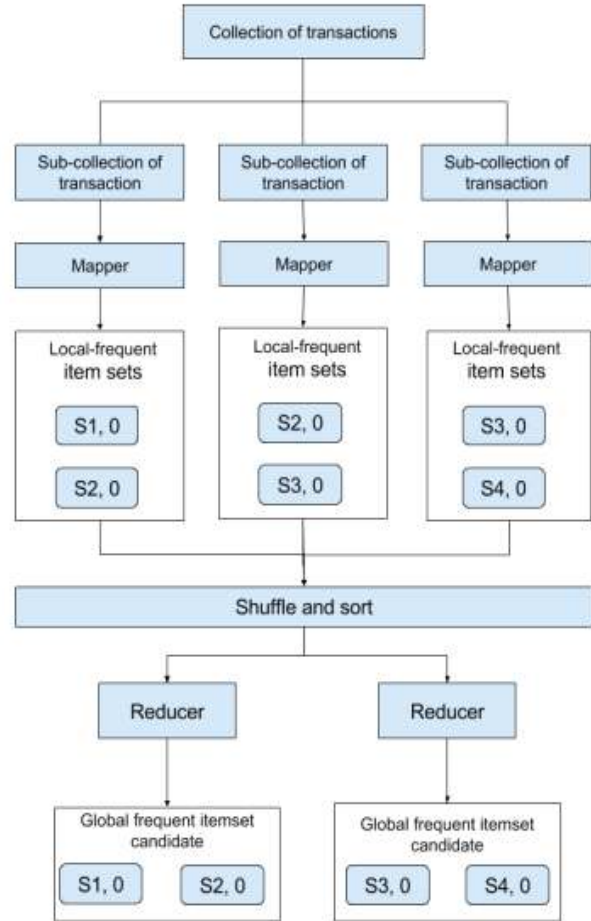 Collection of transactions
Sub-collection of
transaction
Sub-collection of
transaction
Sub-collection of
transaction
Mapper
Mapper
Mapper
Local-frequent
item sets
S1, 0
S2, 0
Local-frequent
item sets
S2, 0
S3, 0
Local-frequent
item sets
S3, 0
S4, 0
Shuffle and sort
Reducer
Reducer
Global frequent itemset
candidate
S1, 0
S2, 0
Global frequent itemset
candidate
S3, 0
S4, 0